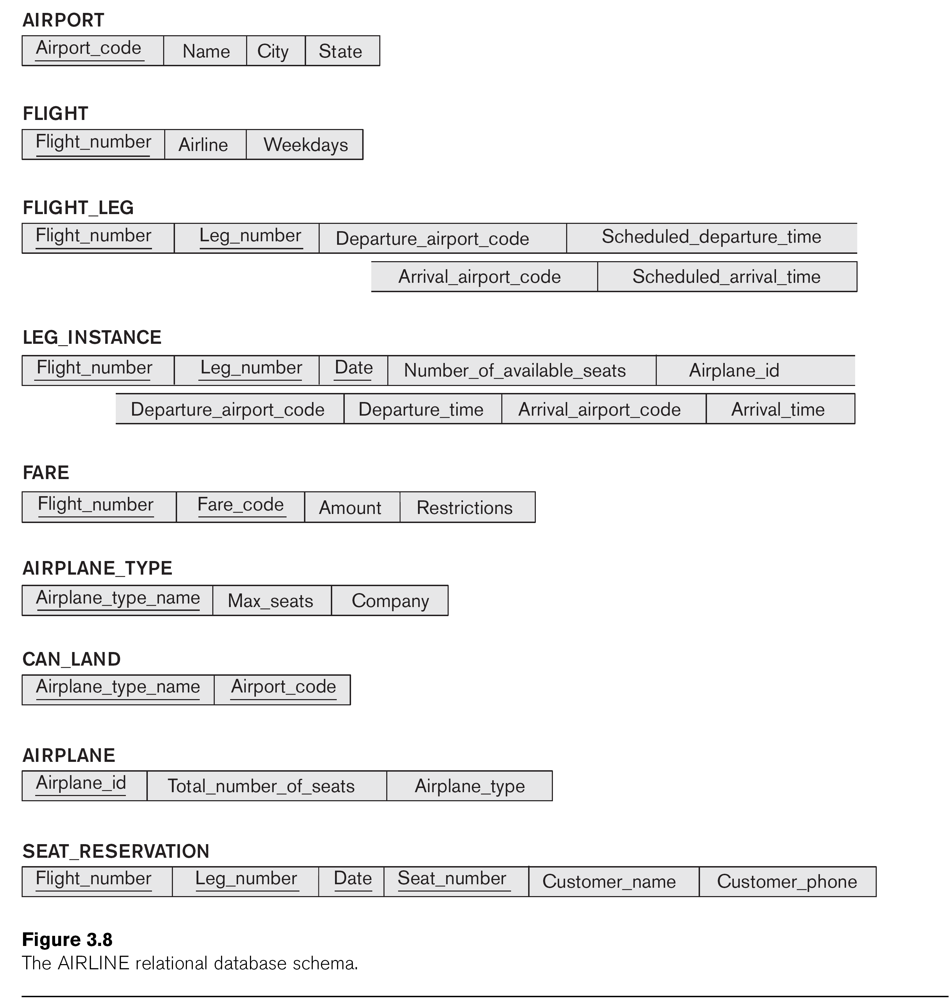 AIRPORT
Airport_code Name City State
FLIGHT
Flight_number Airline Weekdays
FLIGHT_LEG
Flight_number Leg_number Departure_airport_code Scheduled_departure_time
Arrival_airport_code Scheduled_arrival_time
LEG_INSTANCE
Flight_number Leg_number Date Number_of_available_seats Airplane_id
Departure_airport_code Departure_time Arrival_airport_code Arrival_time
FARE
Flight_number Fare_code Amount Restrictions
AIRPLANE_TYPE
Airplane_type_name Max_seats Company
CAN_LAND
Airplane_type_name Airport_code
AIRPLANE
Airplane_id Total_number_of_seats Airplane_type
SEAT_RESERVATION
Flight_number Leg_number Date Seat_number Customer_name Customer_phone
Figure 3.8
The AIRLINE relational database schema.